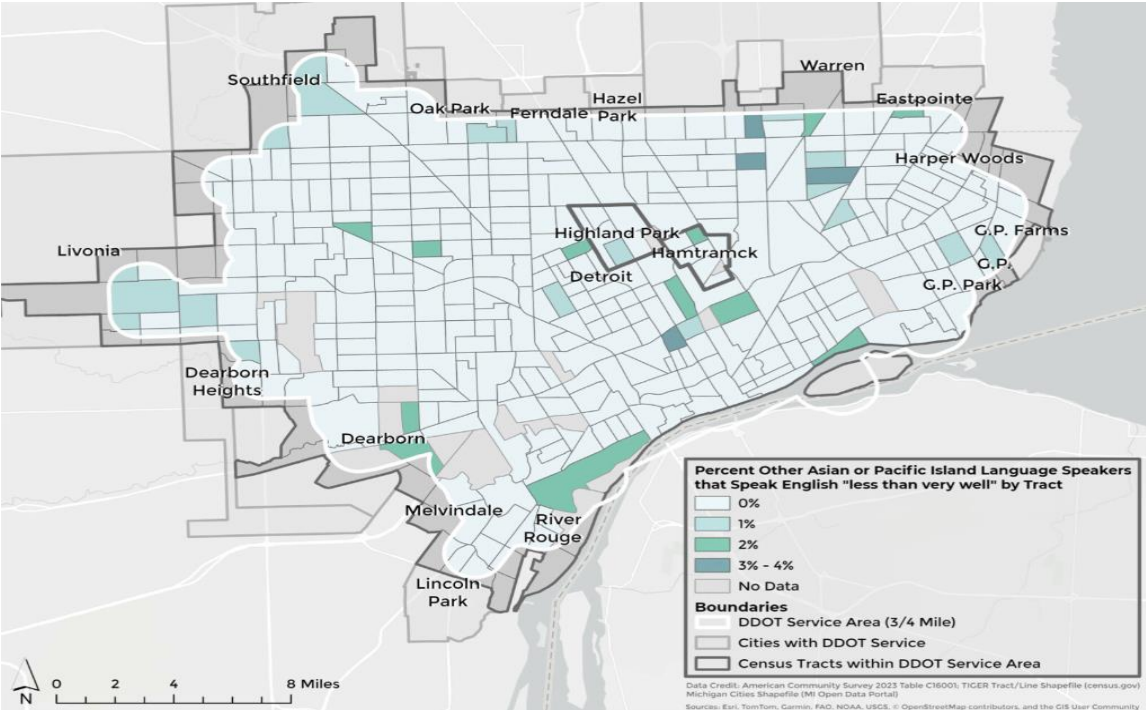 Southfield
Warren
Oak Park
Ferndale
Hazel
Park
Eastpointe
Harper Woods
Livonia
Highland Park
Hamtramck
Detroit
G.P. Farms
G.P.
G.P. Park
Dearborn
Heights
Dearborn
Melvindale
River
Rouge
Lincoln
Park
Percent Other Asian or Pacific Island Language Speakers
that Speak English "less than very well" by Tract
0%
1%
2%
3% - 4%
No Data
Boundaries
DDOT Service Area (3/4 Mile)
Cities with DDOT Service
Census Tracts within DDOT Service Area
N
0 2 4 8 Miles
Data Credit: American Community Survey 2023 Table C16001; TIGER Tract/Line Shapefile (census.gov)
Michigan Cities Shapefile (MI Open Data Portal)
Sources: Esri, TomTom, Garmin, FAO, NOAA, USGS, © OpenStreetMap contributors, and the GIS User Community